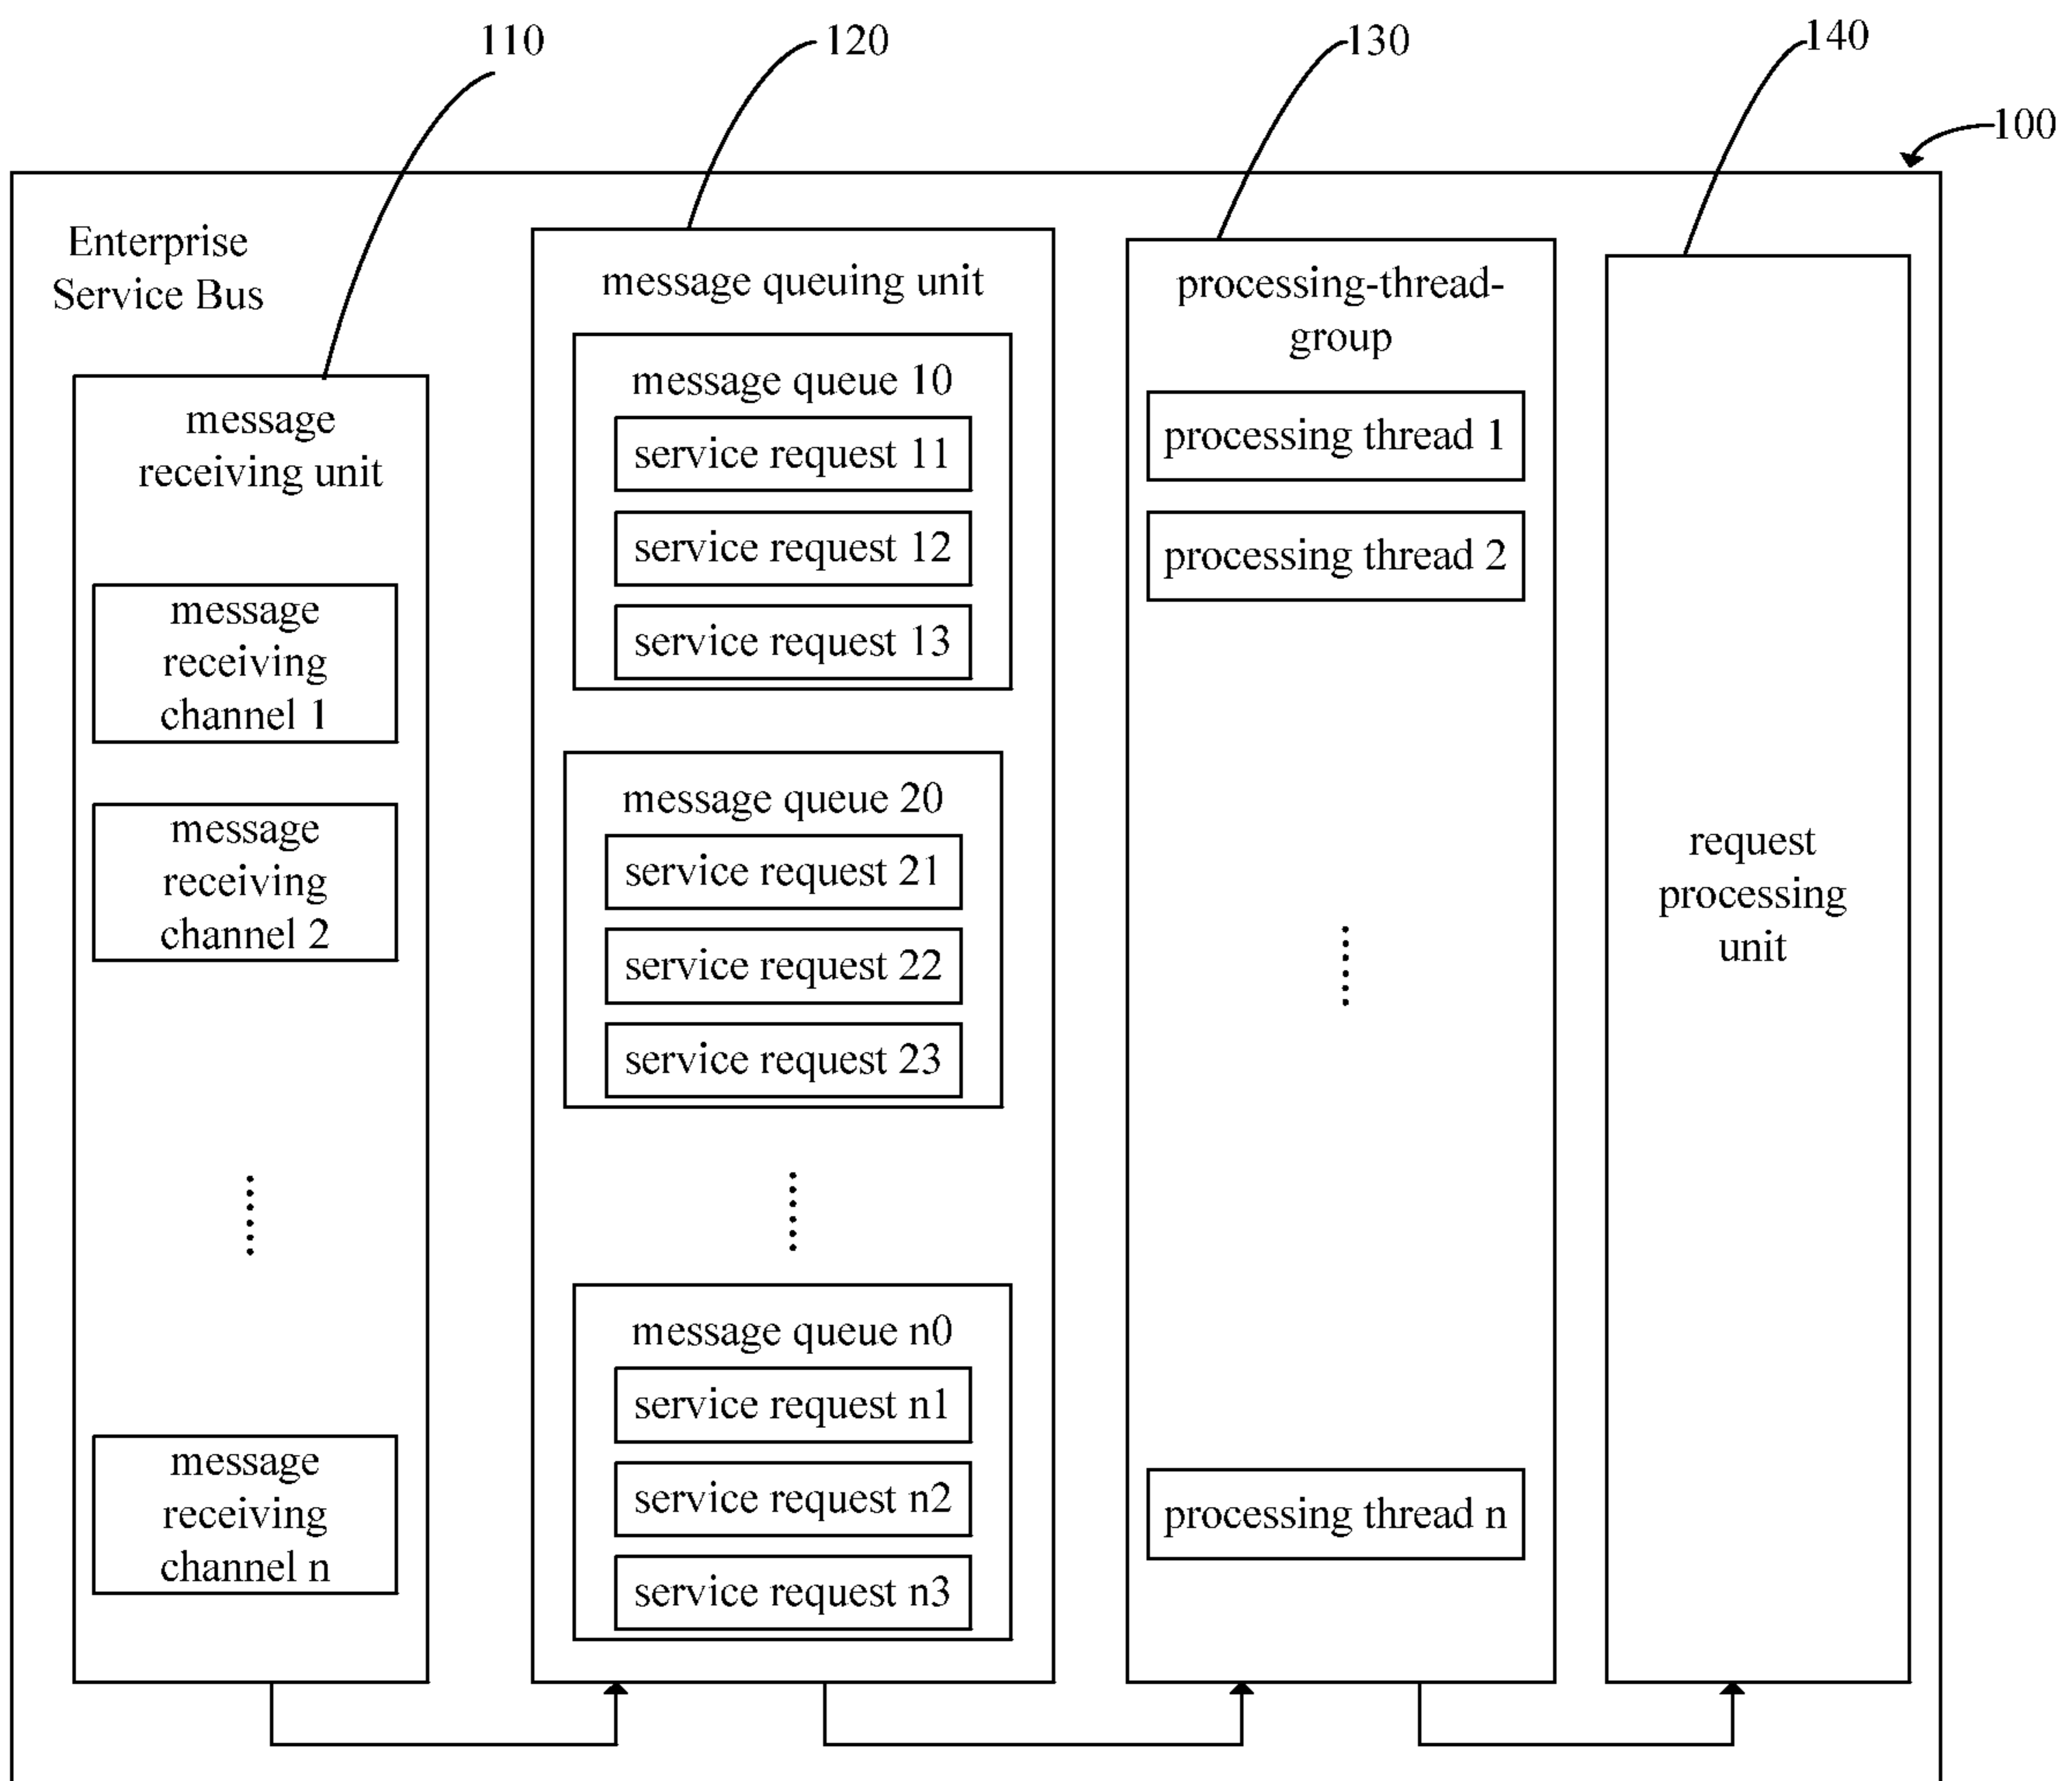 110
120
130
140
100
Enterprise
Service Bus
message
receiving unit
message
receiving
channel 1
message
receiving
channel 2
message
receiving
channel n
message queuing unit
message queue 10
service request 11
service request 12
service request 13
message queue 20
service request 21
service request 22
service request 23
message queue n0
service request n1
service request n2
service request n3
processing-thread-
group
processing thread 1
processing thread 2
processing thread n
request
processing
unit